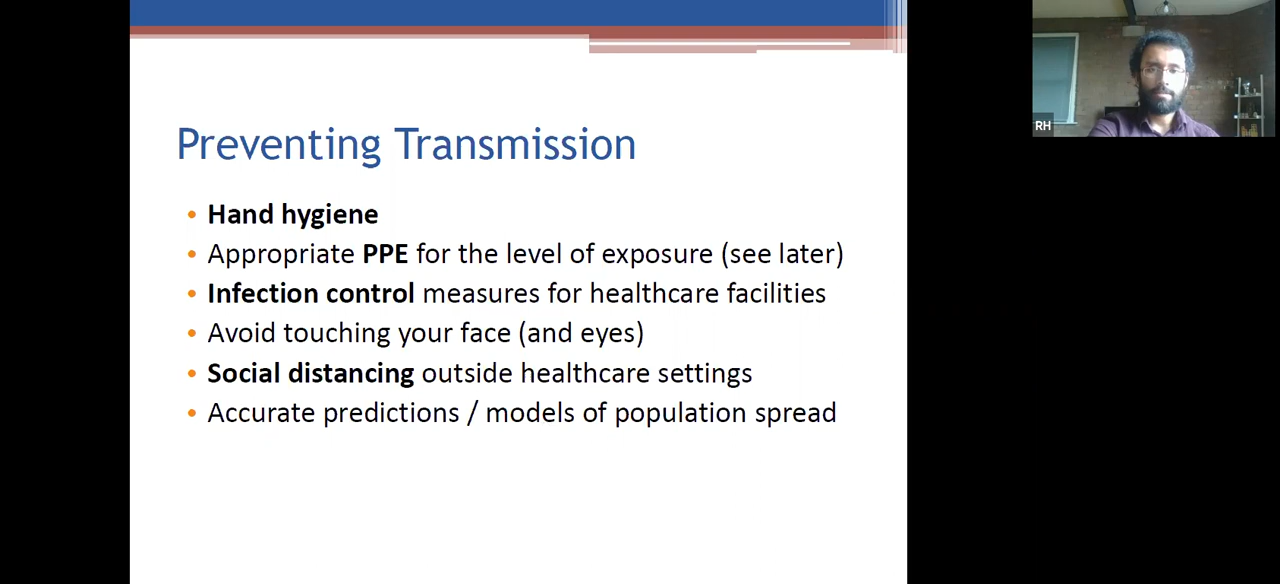 Preventing Transmission
• Hand hygiene
• Appropriate PPE for the level of exposure (see later)
• Infection control measures for healthcare facilities
• Avoid touching your face (and eyes)
• Social distancing outside healthcare settings
• Accurate predictions / models of population spread
RH